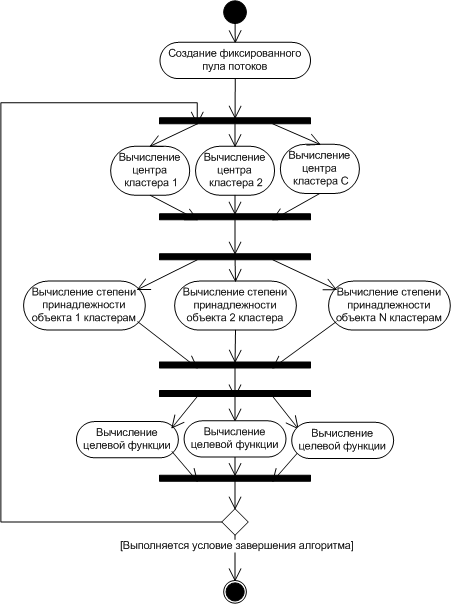 Создание фиксированного
пула потоков
Вычисление
центра
кластера 1
Вычисление
центра
кластера 2
Вычисление
центра
кластера C
Вычисление степени
принадлежности
объекта 1 кластерам
Вычисление степени
принадлежности
объекта 2 кластера
Вычисление степени
принадлежности
объекта N кластерам
Вычисление
целевой функции
Вычисление
целевой функции
Вычисление
целевой функции
[Выполняется условие завершения алгоритма]